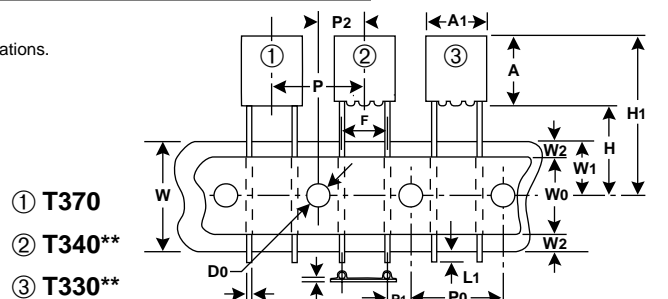 ations.
P2
A1
① ② ③
P
A
H1
F
H
W2
W1
W
W0
① T370
② T340**
W2
D0
L1
③ T330**
P1
P0